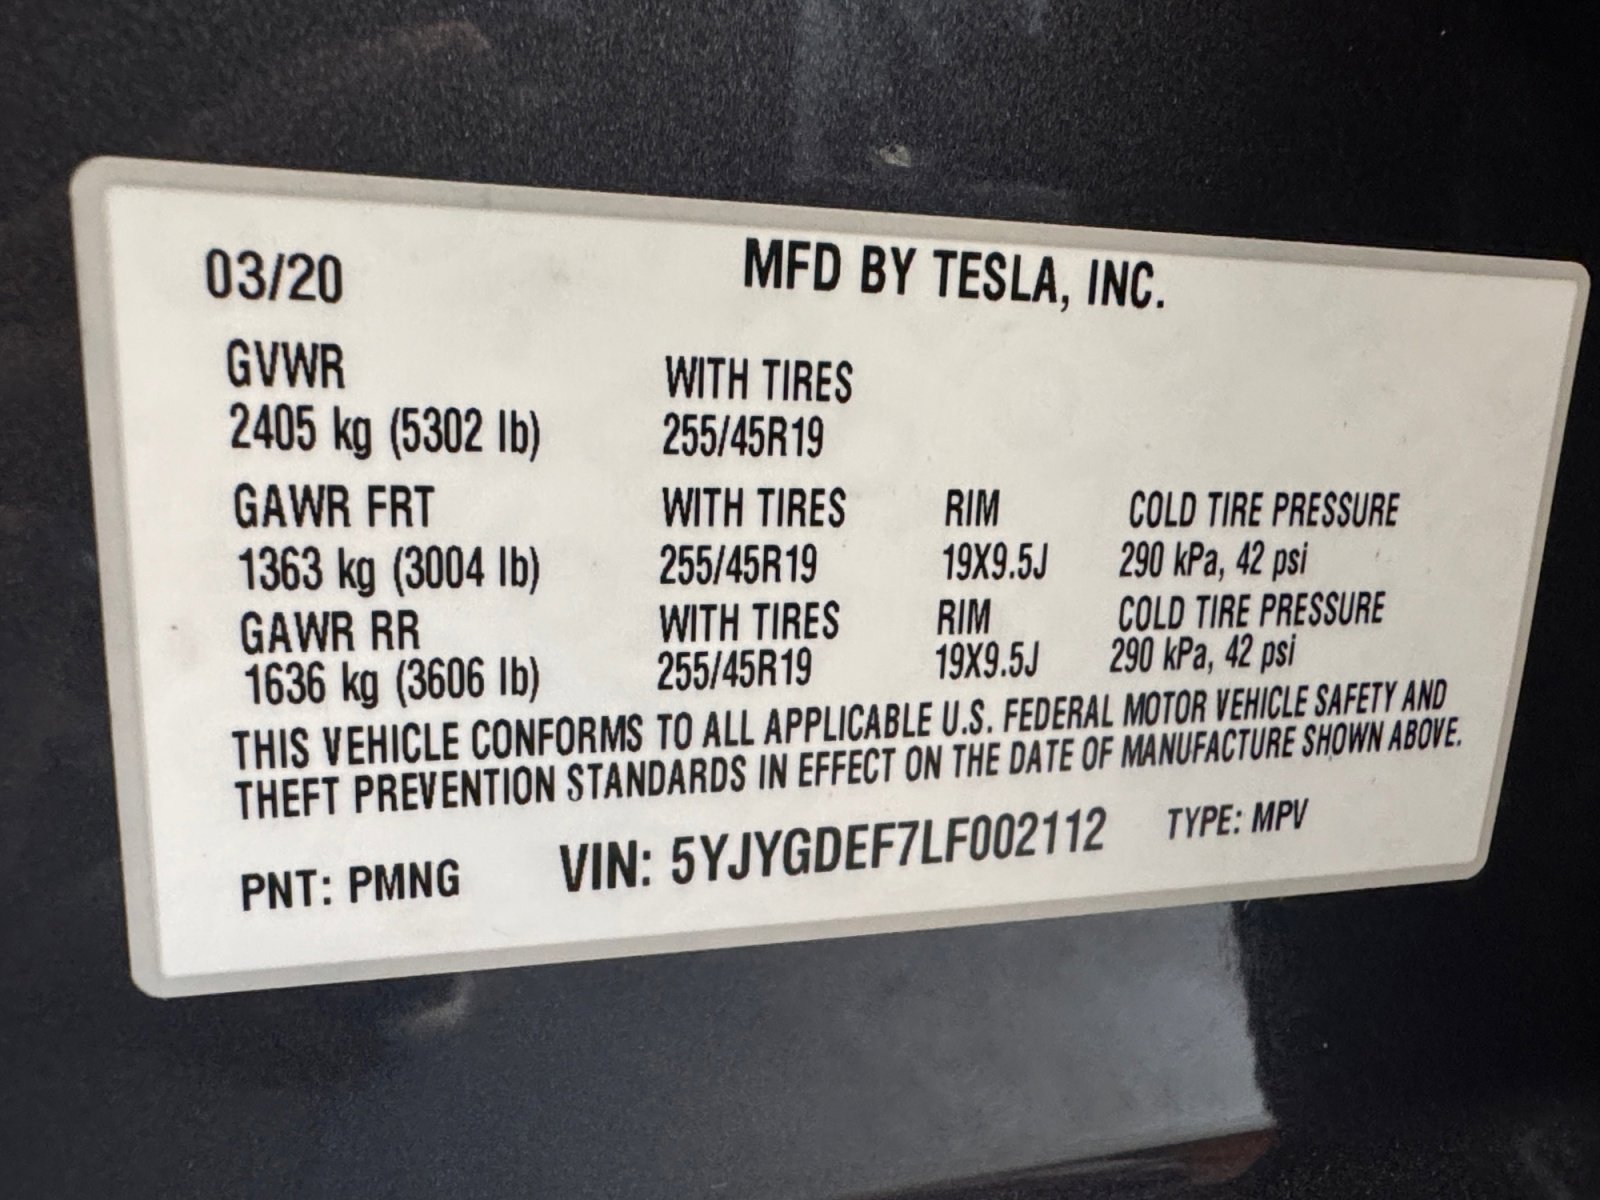 03/20 MFD BY TESLA, INC.
GVWR WITH TIRES
2405 kg (5302 lb) 255/45R19
GAWR FRT WITH TIRES RIM COLD TIRE PRESSURE
1363 kg (3004 lb) 255/45R19 19X9.5J 290 kPa, 42 psi
GAWR RR WITH TIRES RIM COLD TIRE PRESSURE
1636 kg (3606 lb) 255/45R19 19X9.5J 290 kPa, 42 psi
THIS VEHICLE CONFORMS TO ALL APPLICABLE U.S. FEDERAL MOTOR VEHICLE SAFETY AND
THEFT PREVENTION STANDARDS IN EFFECT ON THE DATE OF MANUFACTURE SHOWN ABOVE.
PNT: PMNG VIN: 5YJYGDEF7LF002112 TYPE: MPV